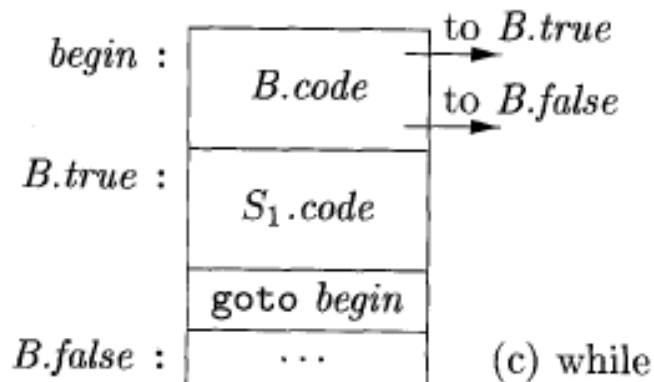 to B.true
begin :
B.code
to B.false
B.true :
S₁.code
goto begin
B.false :
...
(c) while